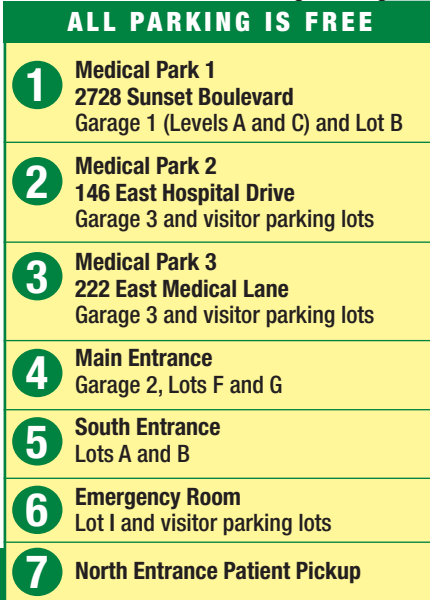 ALL PARKING IS FREE
1
Medical Park 1
2728 Sunset Boulevard
Garage 1 (Levels A and C) and Lot B
2
Medical Park 2
146 East Hospital Drive
Garage 3 and visitor parking lots
3
Medical Park 3
222 East Medical Lane
Garage 3 and visitor parking lots
4
Main Entrance
Garage 2, Lots F and G
5
South Entrance
Lots A and B
6
Emergency Room
Lot I and visitor parking lots
7
North Entrance Patient Pickup